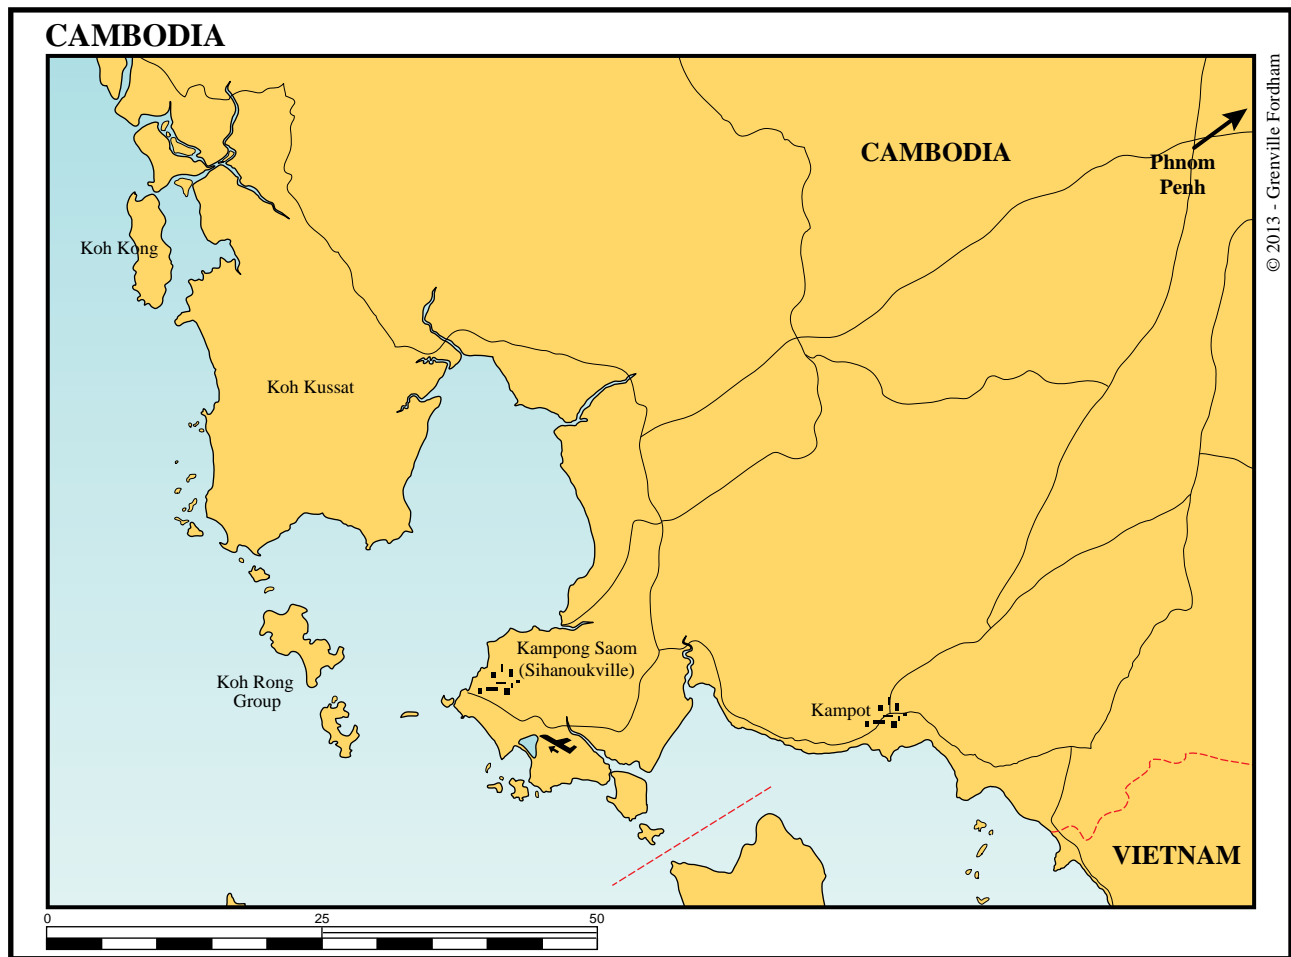 CAMBODIA
© 2013 - Grenville Fordham
CAMBODIA
Phnom
Penh
Koh Kong
Koh Kussat
Kampong Saom
(Sihanoukville)
Koh Rong
Group
Kampot
VIETNAM
0
25
50